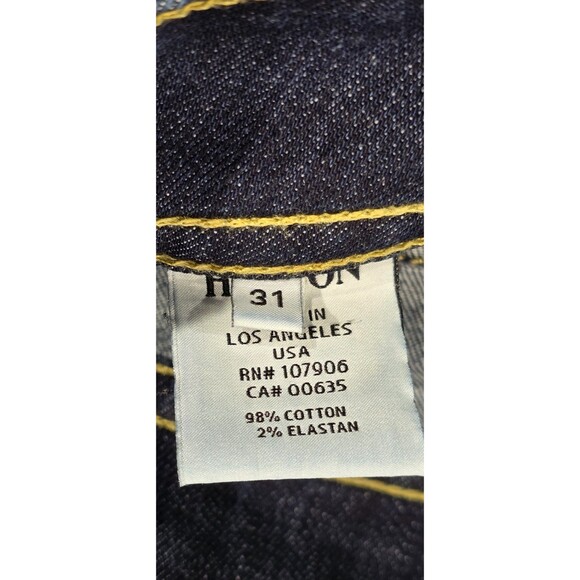 31
IN
LOS ANGELES
USA
RN# 107906
CA# 00635
98% COTTON
2% ELASTAN